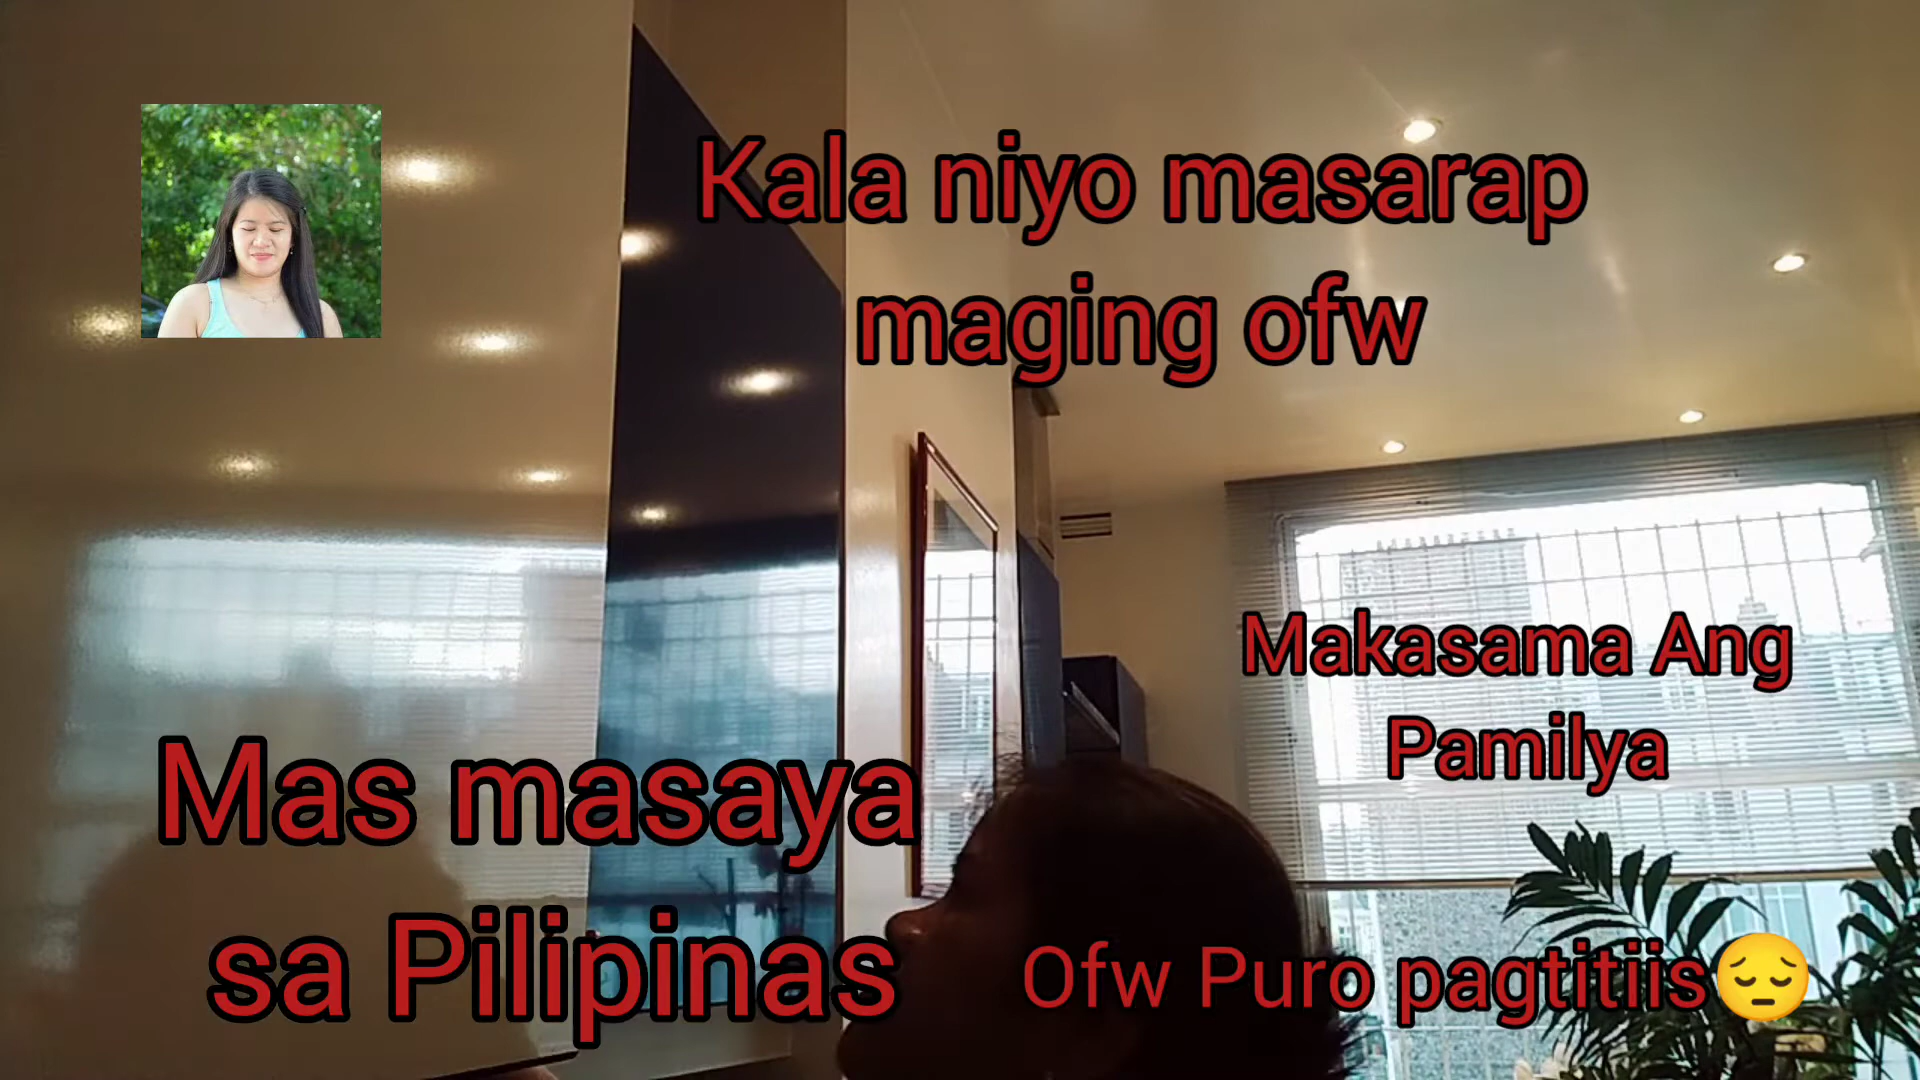 Kala niyo masarap
maging ofw
Makasama Ang
Pamilya
Mas masaya
sa Pilipinas
Ofw Puro pagtitiis😔